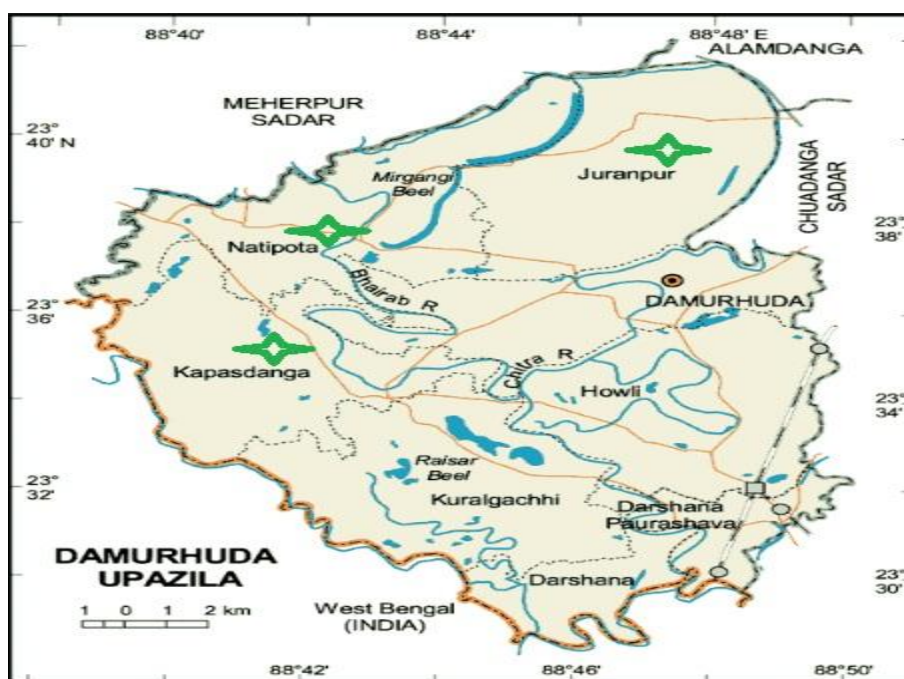 88°40'
88°44'
88°48' E
ALAMDANGA
MEHERPUR
SADAR
23°
40' N
Mirgangi
Beel
Juranpur
CHUADANGA
SADAR
23°
38'
Natipota
Bhairab R
DAMURHUDA
23°
36'
Kapasdanga
Chitra R
Howli
23°
34'
Raisar
Beel
23°
32'
Kuralgachhi
Darshana
Paurashava
DAMURHUDA
UPAZILA
Darshana
23°
30'
1 0 1 2 km
West Bengal
(INDIA)
88°42'
88°46'
88°50'